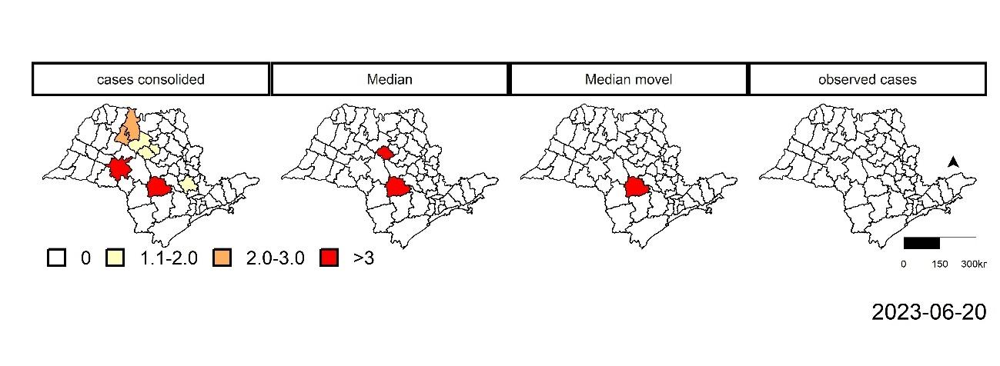 cases consolided
Median
Median movel
observed cases
0
1.1-2.0
2.0-3.0
>3
0
150
300kr
2023-06-20